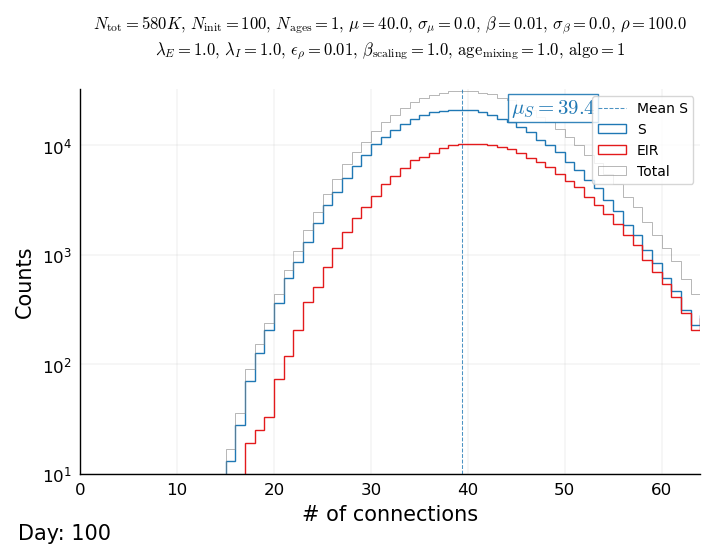 N_tot = 580K, N_init = 100, N_ages = 1, μ = 40.0, σ_μ = 0.0, β = 0.01, σ_β = 0.0, ρ = 100.0
λ_E = 1.0, λ_I = 1.0, ϵ_ρ = 0.01, β_scaling = 1.0, age_mixing = 1.0, algo = 1
μ_S = 39.4
Mean S
S
EIR
Total
10^4
10^3
10^2
10^1
Counts
0 10 20 30 40 50 60
# of connections
Day: 100